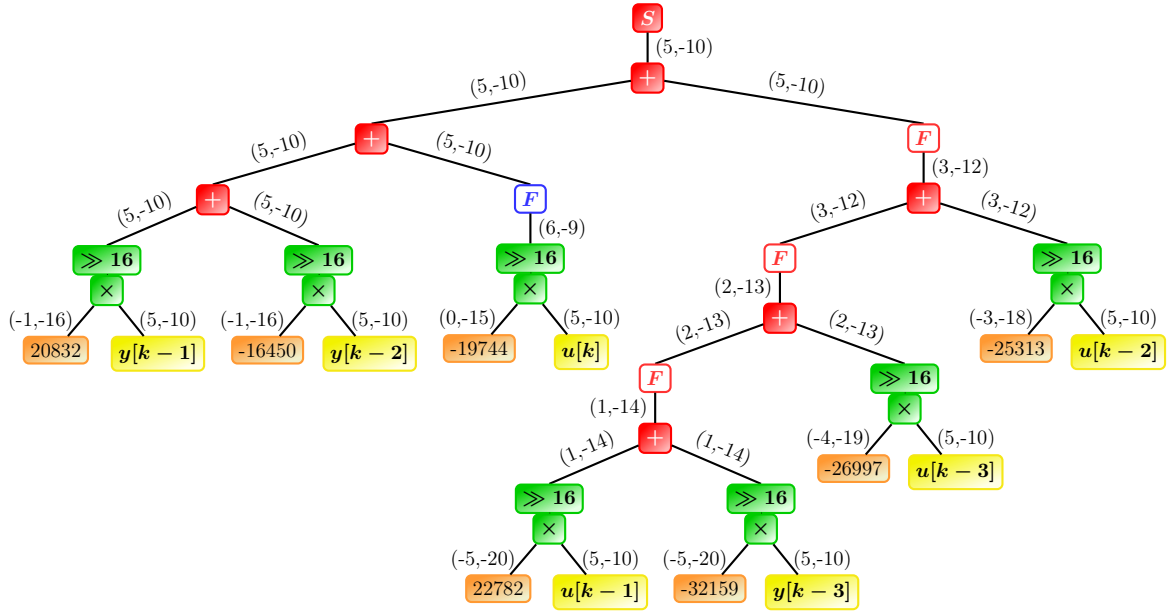 S
(5,-10)
+
(5,-10) (5,-10)
+ F
(5,-10) (5,-10) (3,-12)
+ F +
(5,-10) (5,-10) (6,-9) (3,-12) (3,-12)
≫ 16 ≫ 16 ≫ 16 F ≫ 16
× × × (2,-13) ×
(-1,-16) (5,-10) (-1,-16) (5,-10) (0,-15) (5,-10) + (-3,-18) (5,-10)
20832 y[k − 1] -16450 y[k − 2] -19744 u[k] (2,-13) (2,-13) -25313 u[k − 2]
F ≫ 16
(1,-14) ×
+ (-4,-19) (5,-10)
(1,-14) (1,-14) -26997 u[k − 3]
≫ 16 ≫ 16
× ×
(-5,-20) (5,-10) (-5,-20) (5,-10)
22782 u[k − 1] -32159 y[k − 3]